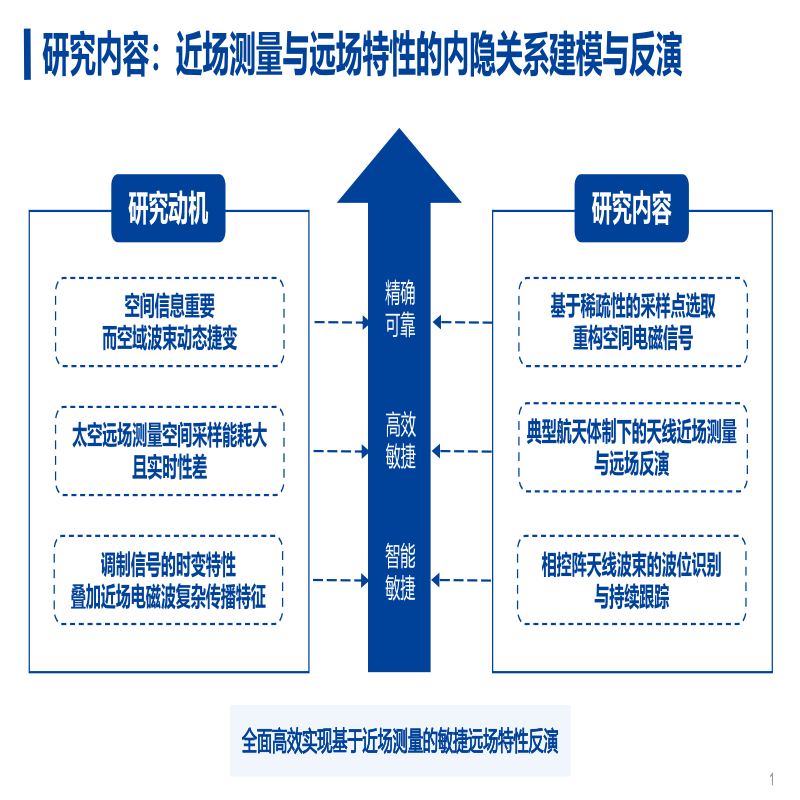 研究内容：近场测量与远场特性的内隐关系建模与反演
研究动机
空间信息重要
而空域波束动态捷变
太空远场测量空间采样能耗大
且实时性差
调制信号的时变特性
叠加近场电磁波复杂传播特征
精确
可靠
高效
敏捷
智能
敏捷
研究内容
基于稀疏性的采样点选取
重构空间电磁信号
典型航天体制下的天线近场测量
与远场反演
相控阵天线波束的波位识别
与持续跟踪
全面高效实现基于近场测量的敏捷远场特性反演
1